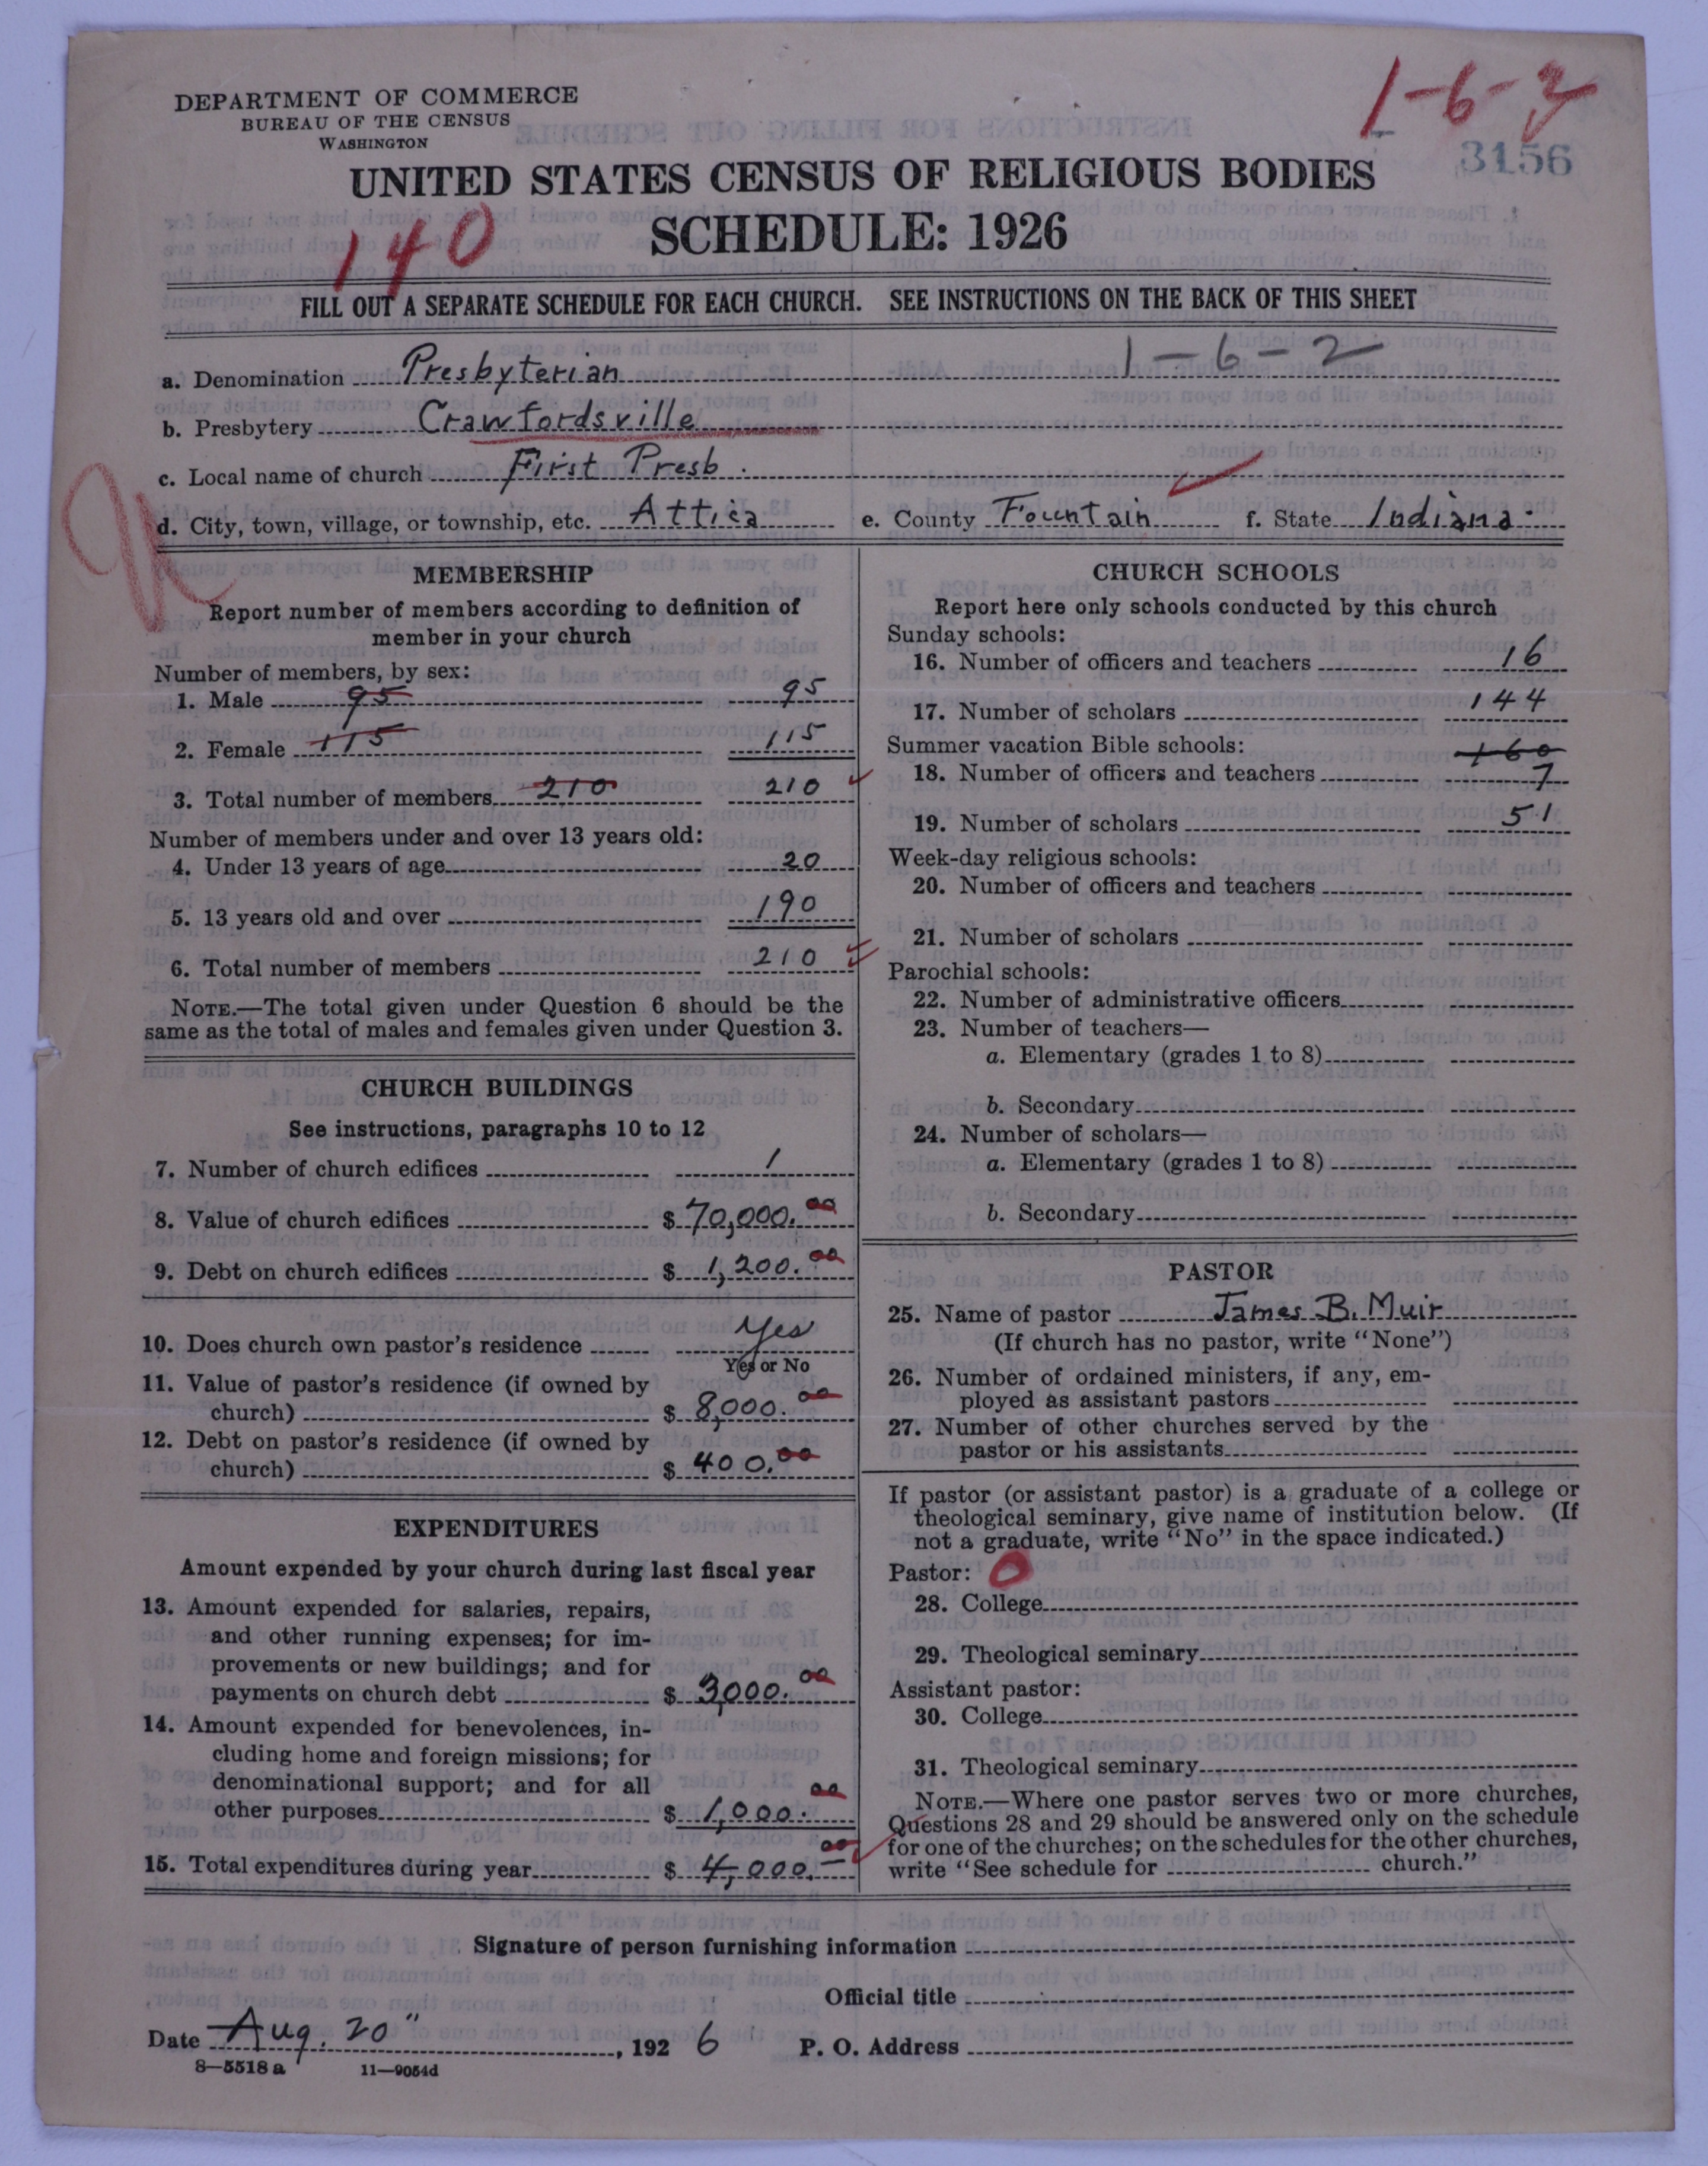 DEPARTMENT OF COMMERCE
BUREAU OF THE CENSUS
WASHINGTON
1-6-2
3156
UNITED STATES CENSUS OF RELIGIOUS BODIES
SCHEDULE: 1926
140
FILL OUT A SEPARATE SCHEDULE FOR EACH CHURCH. SEE INSTRUCTIONS ON THE BACK OF THIS SHEET
1-6-2
a. Denomination Presbyterian
b. Presbytery Crawfordsville
c. Local name of church First Presb.
d. City, town, village, or township, etc. Attica e. County Fountain f. State Indiana.
MEMBERSHIP
Report number of members according to definition of
member in your church
Number of members, by sex:
1. Male 95 95
2. Female 115 115
3. Total number of members 210 210
Number of members under and over 13 years old:
4. Under 13 years of age 20
5. 13 years old and over 190
6. Total number of members 210
NOTE.—The total given under Question 6 should be the
same as the total of males and females given under Question 3.
CHURCH BUILDINGS
See instructions, paragraphs 10 to 12
7. Number of church edifices 1
8. Value of church edifices $ 70,000.00
9. Debt on church edifices $ 1,200.00
10. Does church own pastor's residence Yes
Yes or No
11. Value of pastor's residence (if owned by
church) $ 8,000.00
12. Debt on pastor's residence (if owned by
church) $ 400.00
EXPENDITURES
Amount expended by your church during last fiscal year
13. Amount expended for salaries, repairs,
and other running expenses; for im-
provements or new buildings; and for
payments on church debt $ 3,000.00
14. Amount expended for benevolences, in-
cluding home and foreign missions; for
denominational support; and for all
other purposes $ 1,000.00
15. Total expenditures during year $ 4,000.00
CHURCH SCHOOLS
Report here only schools conducted by this church
Sunday schools:
16. Number of officers and teachers 16
17. Number of scholars 144
Summer vacation Bible schools: 160
18. Number of officers and teachers 7
19. Number of scholars 51
Week-day religious schools:
20. Number of officers and teachers
21. Number of scholars
Parochial schools:
22. Number of administrative officers
23. Number of teachers—
a. Elementary (grades 1 to 8)
b. Secondary
24. Number of scholars—
a. Elementary (grades 1 to 8)
b. Secondary
PASTOR
25. Name of pastor James B. Muir
(If church has no pastor, write "None")
26. Number of ordained ministers, if any, em-
ployed as assistant pastors
27. Number of other churches served by the
pastor or his assistants
If pastor (or assistant pastor) is a graduate of a college or
theological seminary, give name of institution below. (If
not a graduate, write "No" in the space indicated.)
Pastor: 0
28. College
29. Theological seminary
Assistant pastor:
30. College
31. Theological seminary
NOTE.—Where one pastor serves two or more churches,
Questions 28 and 29 should be answered only on the schedule
for one of the churches; on the schedules for the other churches,
write "See schedule for church."
Signature of person furnishing information
Official title
Date Aug. 20", 1926 P. O. Address
8—5518 a 11—9054d